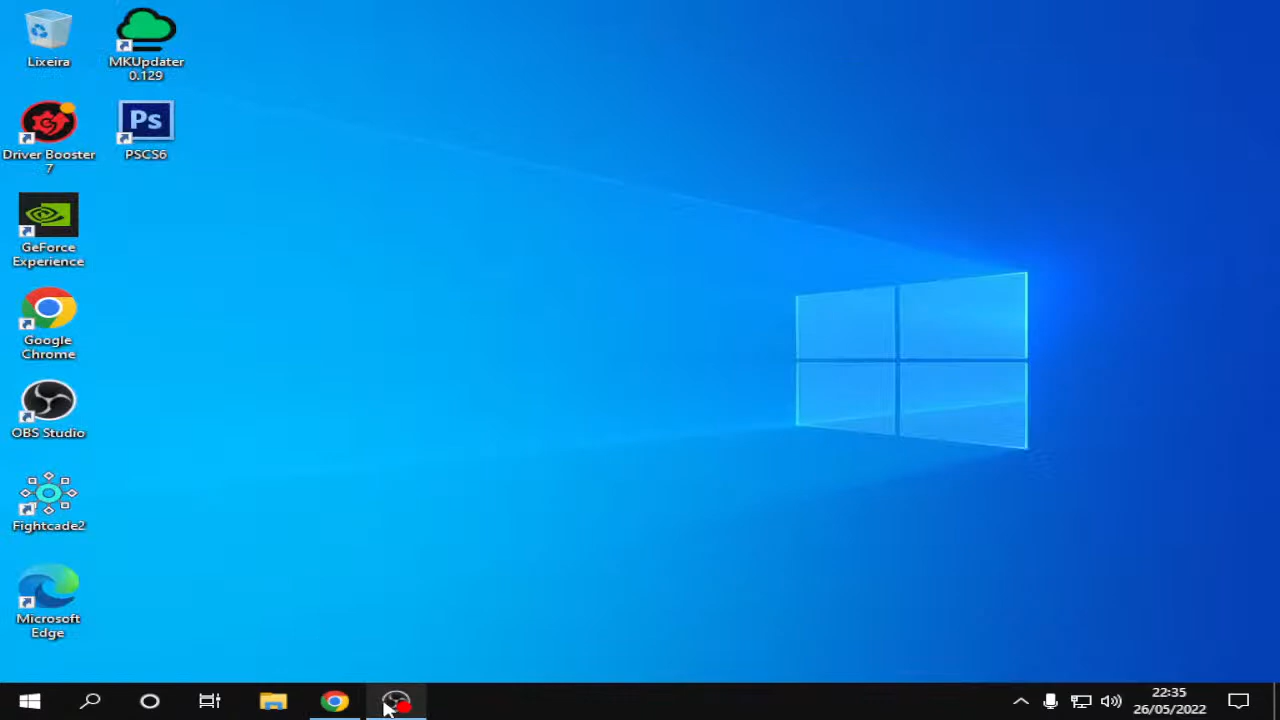 Lixeira
MKUpdater
0.129
Driver Booster
7
Ps
PSCS6
GeForce
Experience
Google
Chrome
OBS Studio
Fightcade2
Microsoft
Edge
22:35
26/05/2022